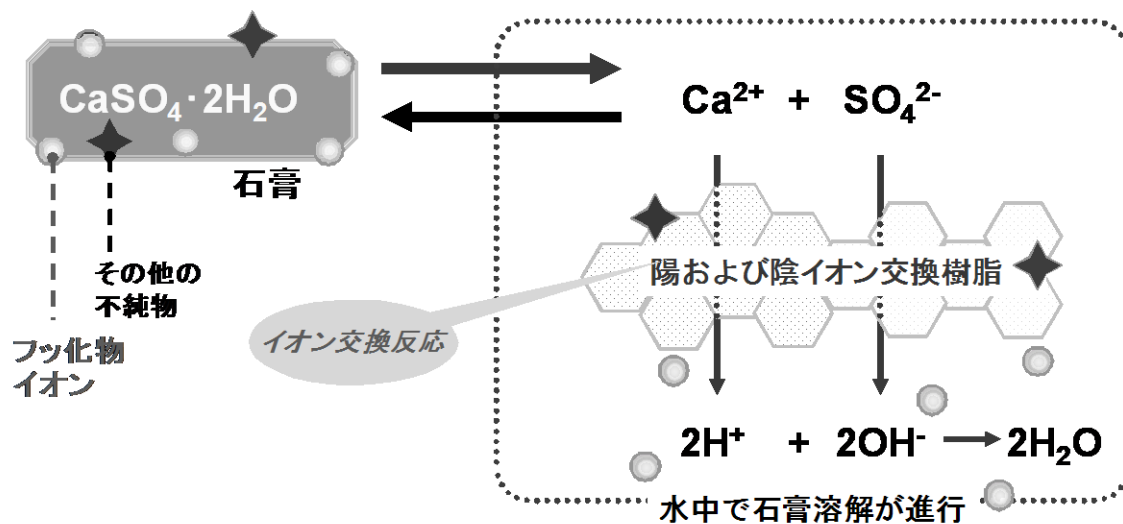 CaSO₄・2H₂O
石膏
その他の
不純物
フッ化物
イオン
イオン交換反応
Ca²⁺ + SO₄²⁻
陽および陰イオン交換樹脂
2H⁺ + 2OH⁻ → 2H₂O
水中で石膏溶解が進行